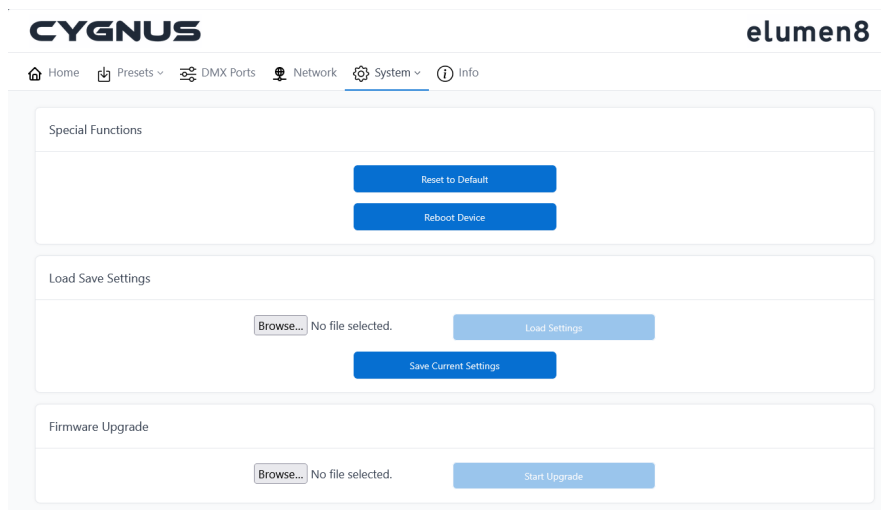 CYGNUS
elumen8
Home Presets DMX Ports Network System Info
Special Functions
Reset to Default
Reboot Device
Load Save Settings
Browse... No file selected. Load Settings
Save Current Settings
Firmware Upgrade
Browse... No file selected. Start Upgrade